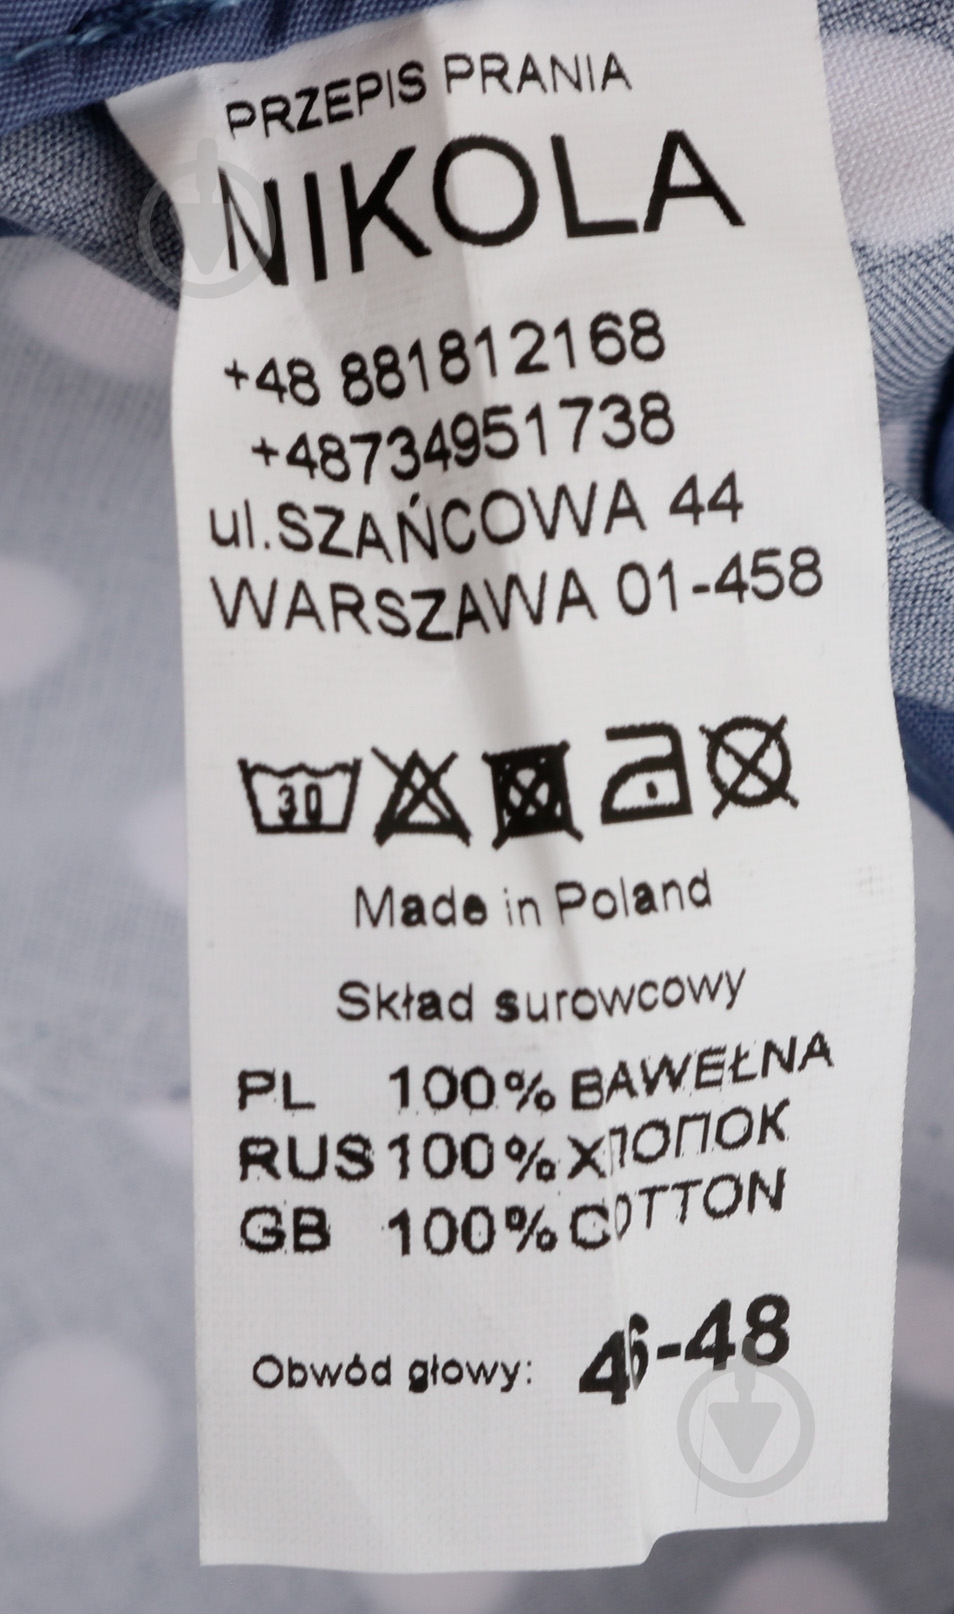 PRZEPIS PRANIA
NIKOLA
+48 881812168
+48734951738
ul.SZAŃCOWA 44
WARSZAWA 01-458
30
Made in Poland
Skład surowcowy
PL 100% BAWEŁNA
RUS 100% ХЛОПОК
GB 100% COTTON
Obwód głowy: 46-48